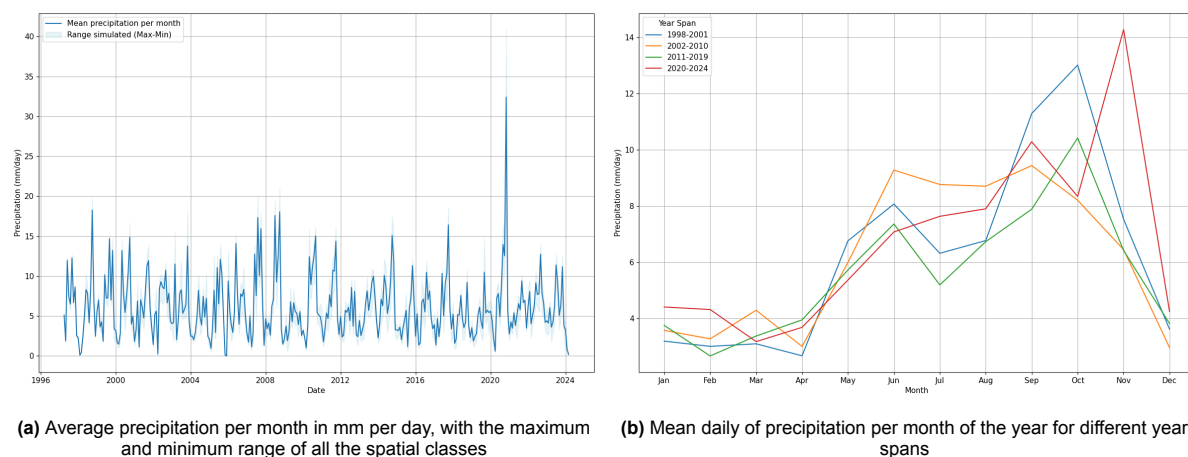 Mean precipitation per month
Range simulated (Max-Min)
40
35
30
25
20
15
10
5
0
Precipitation (mm/day)
1996
2000
2004
2008
2012
2016
2020
2024
Date
(a) Average precipitation per month in mm per day, with the maximum
and minimum range of all the spatial classes
Year Span
1998-2001
2002-2010
2011-2019
2020-2024
14
12
10
8
6
4
Precipitation (mm/day)
Jan
Feb
Mar
Apr
May
Jun
Jul
Aug
Sep
Oct
Nov
Dec
Month
(b) Mean daily of precipitation per month of the year for different year
spans